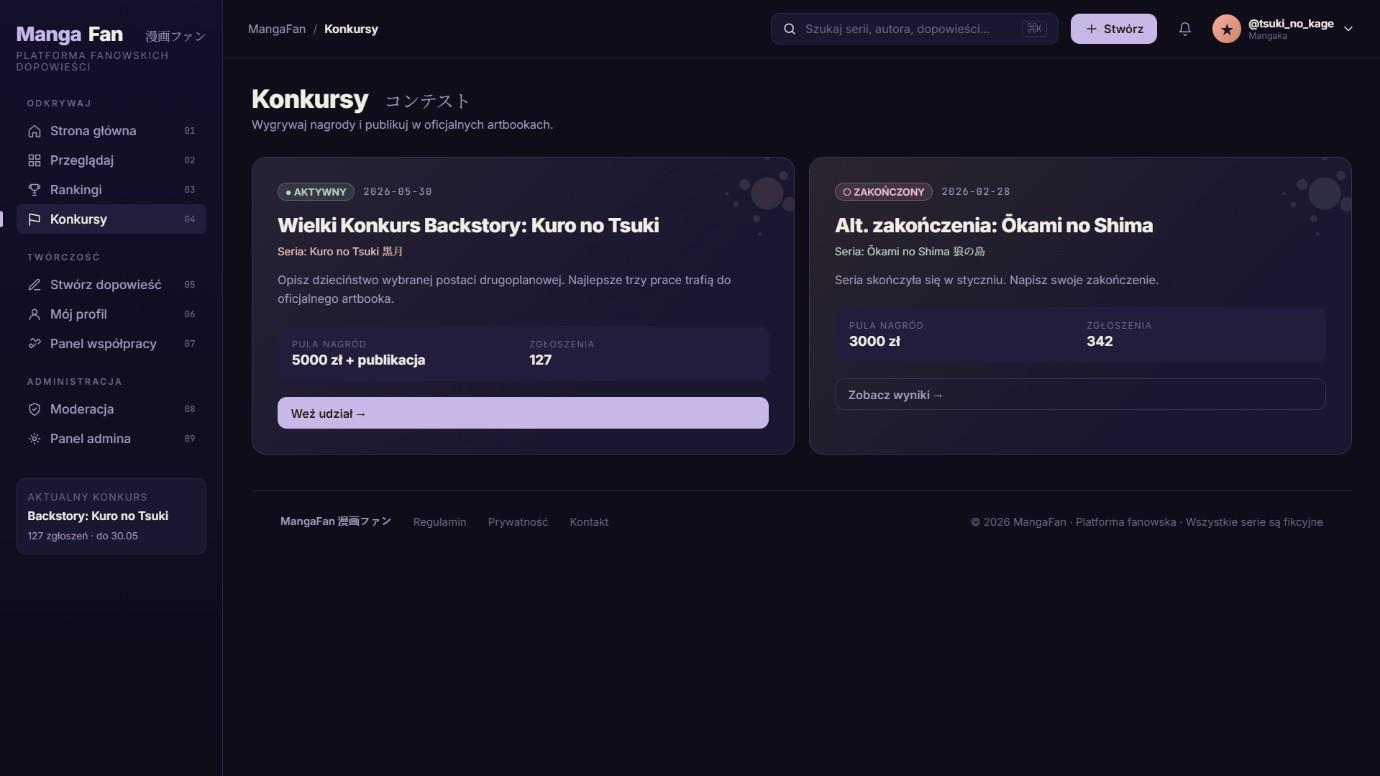 Manga Fan 漫画ファン
PLATFORMA FANOWSKICH
DOPOWIEŚCI
ODKRYWAJ
Strona główna 01
Przeglądaj 02
Rankingi 03
Konkursy 04
TWÓRCZOŚĆ
Stwórz dopowieść 05
Mój profil 06
Panel współpracy 07
ADMINISTRACJA
Moderacja 08
Panel admina 09
AKTUALNY KONKURS
Backstory: Kuro no Tsuki
127 zgłoszeń · do 30.05
MangaFan / Konkursy
Szukaj serii, autora, dopowieści... ⌘K
+ Stwórz
@tsuki_no_kage
Mangaka
Konkursy コンテスト
Wygrywaj nagrody i publikuj w oficjalnych artbookach.
● AKTYWNY 2026-05-30
Wielki Konkurs Backstory: Kuro no Tsuki
Seria: Kuro no Tsuki 黒月
Opisz dzieciństwo wybranej postaci drugoplanowej. Najlepsze trzy prace trafią do
oficjalnego artbooka.
PULA NAGRÓD ZGŁOSZENIA
5000 zł + publikacja 127
Weź udział →
○ ZAKOŃCZONY 2026-02-28
Alt. zakończenia: Ōkami no Shima
Seria: Ōkami no Shima 狼の島
Seria skończyła się w styczniu. Napisz swoje zakończenie.
PULA NAGRÓD ZGŁOSZENIA
3000 zł 342
Zobacz wyniki →
MangaFan 漫画ファン Regulamin Prywatność Kontakt
© 2026 MangaFan · Platforma fanowska · Wszystkie serie są fikcyjne